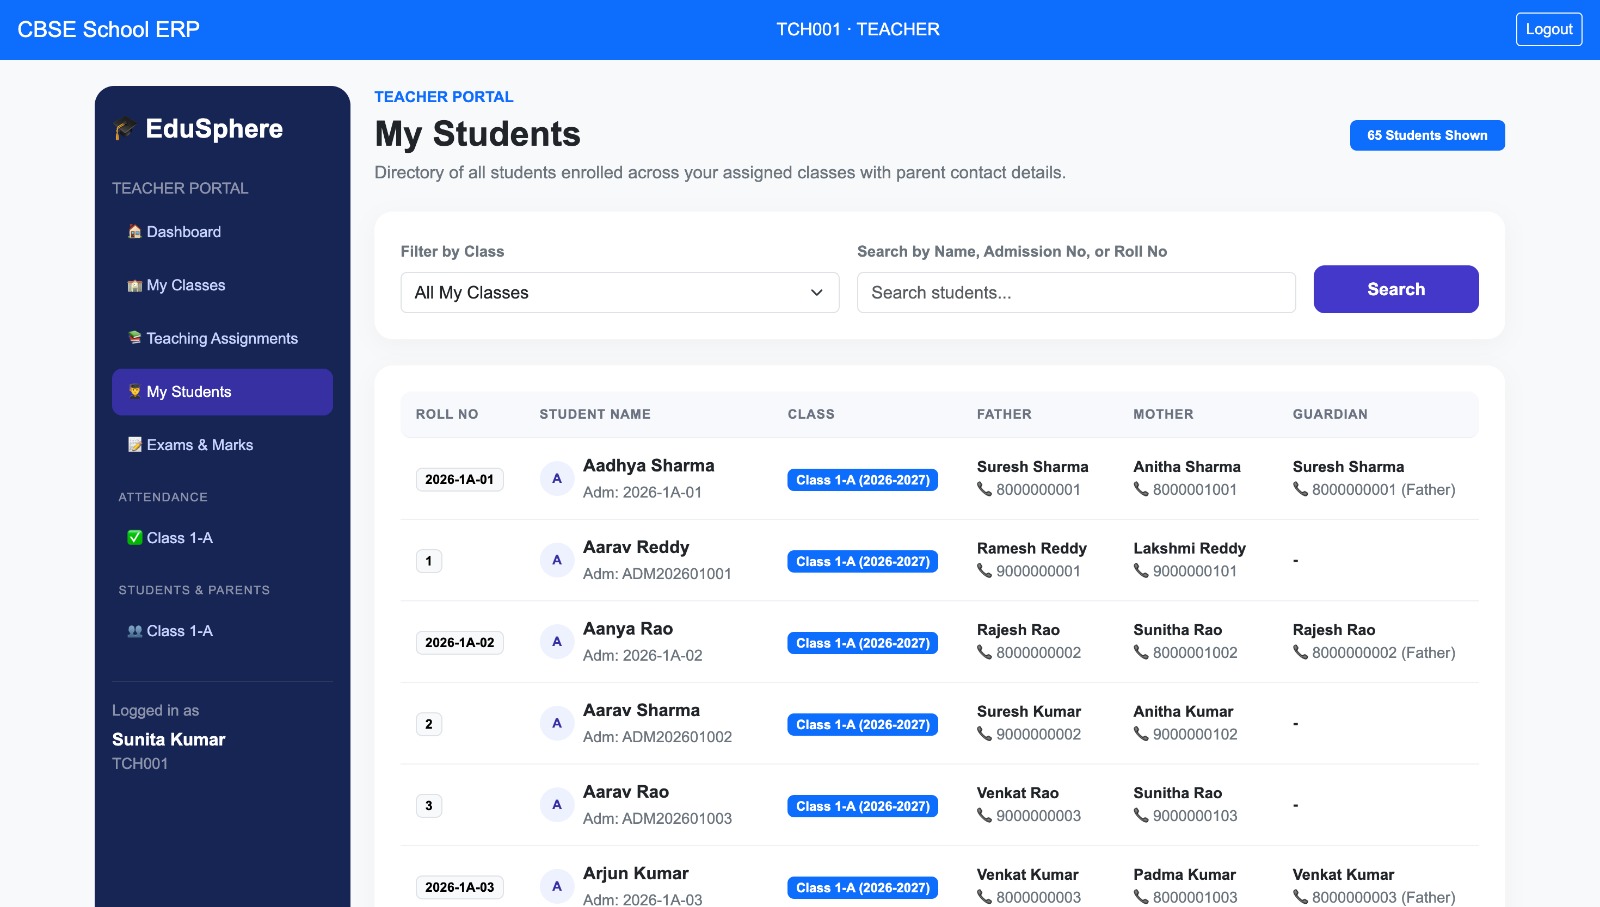 CBSE School ERP
TCH001 · TEACHER
Logout
EduSphere
TEACHER PORTAL
Dashboard
My Classes
Teaching Assignments
My Students
Exams & Marks
ATTENDANCE
Class 1-A
STUDENTS & PARENTS
Class 1-A
Logged in as
Sunita Kumar
TCH001
TEACHER PORTAL
My Students
65 Students Shown
Directory of all students enrolled across your assigned classes with parent contact details.
Filter by Class
All My Classes
Search by Name, Admission No, or Roll No
Search students...
Search
ROLL NO STUDENT NAME CLASS FATHER MOTHER GUARDIAN
2026-1A-01 A Aadhya Sharma Class 1-A (2026-2027) Suresh Sharma Anitha Sharma Suresh Sharma
Adm: 2026-1A-01 8000000001 8000001001 8000000001 (Father)
1 A Aarav Reddy Class 1-A (2026-2027) Ramesh Reddy Lakshmi Reddy -
Adm: ADM202601001 9000000001 9000000101
2026-1A-02 A Aanya Rao Class 1-A (2026-2027) Rajesh Rao Sunitha Rao Rajesh Rao
Adm: 2026-1A-02 8000000002 8000001002 8000000002 (Father)
2 A Aarav Sharma Class 1-A (2026-2027) Suresh Kumar Anitha Kumar -
Adm: ADM202601002 9000000002 9000000102
3 A Aarav Rao Class 1-A (2026-2027) Venkat Rao Sunitha Rao -
Adm: ADM202601003 9000000003 9000000103
2026-1A-03 A Arjun Kumar Class 1-A (2026-2027) Venkat Kumar Padma Kumar Venkat Kumar
Adm: 2026-1A-03 8000000003 8000001003 8000000003 (Father)